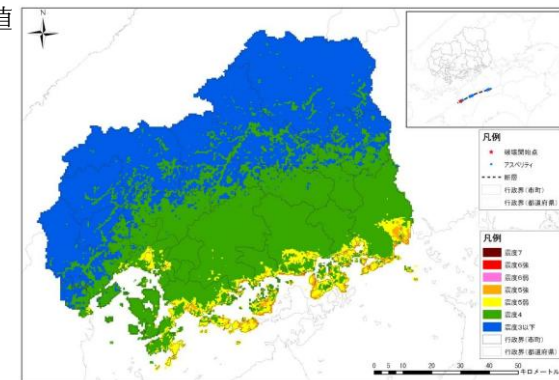 値
N
凡例
破壊開始点
アスペリティ
断層
行政界(市町)
行政界(都道府県)
凡例
震度7
震度6強
震度6弱
震度5強
震度5弱
震度4
震度3以下
行政界(市町)
行政界(都道府県)
0 5 10 20 30 40 50
キロメートル